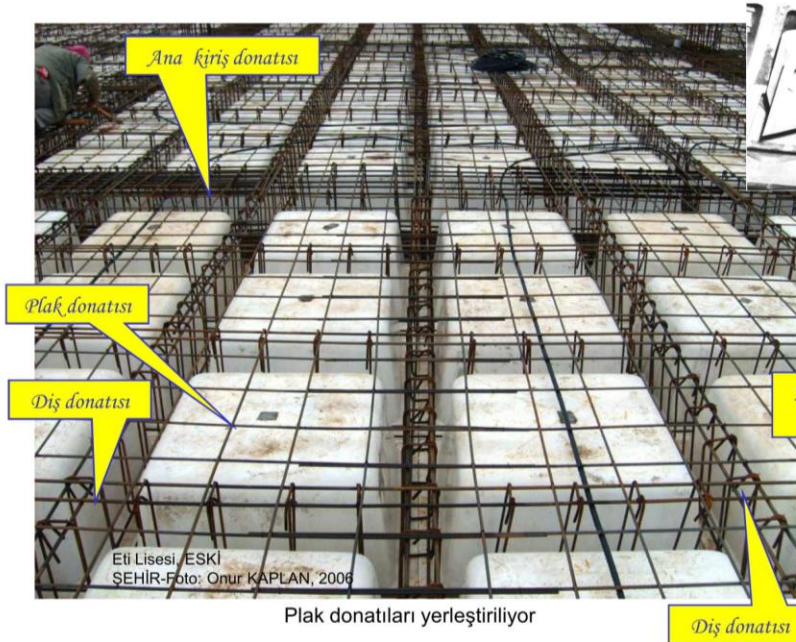 Ana kiriş donatısı
Plak donatısı
Diş donatısı
Eti Lisesi, ESKİ
ŞEHİR-Foto: Onur KAPLAN, 2006
Plak donatıları yerleştiriliyor
Diş donatısı